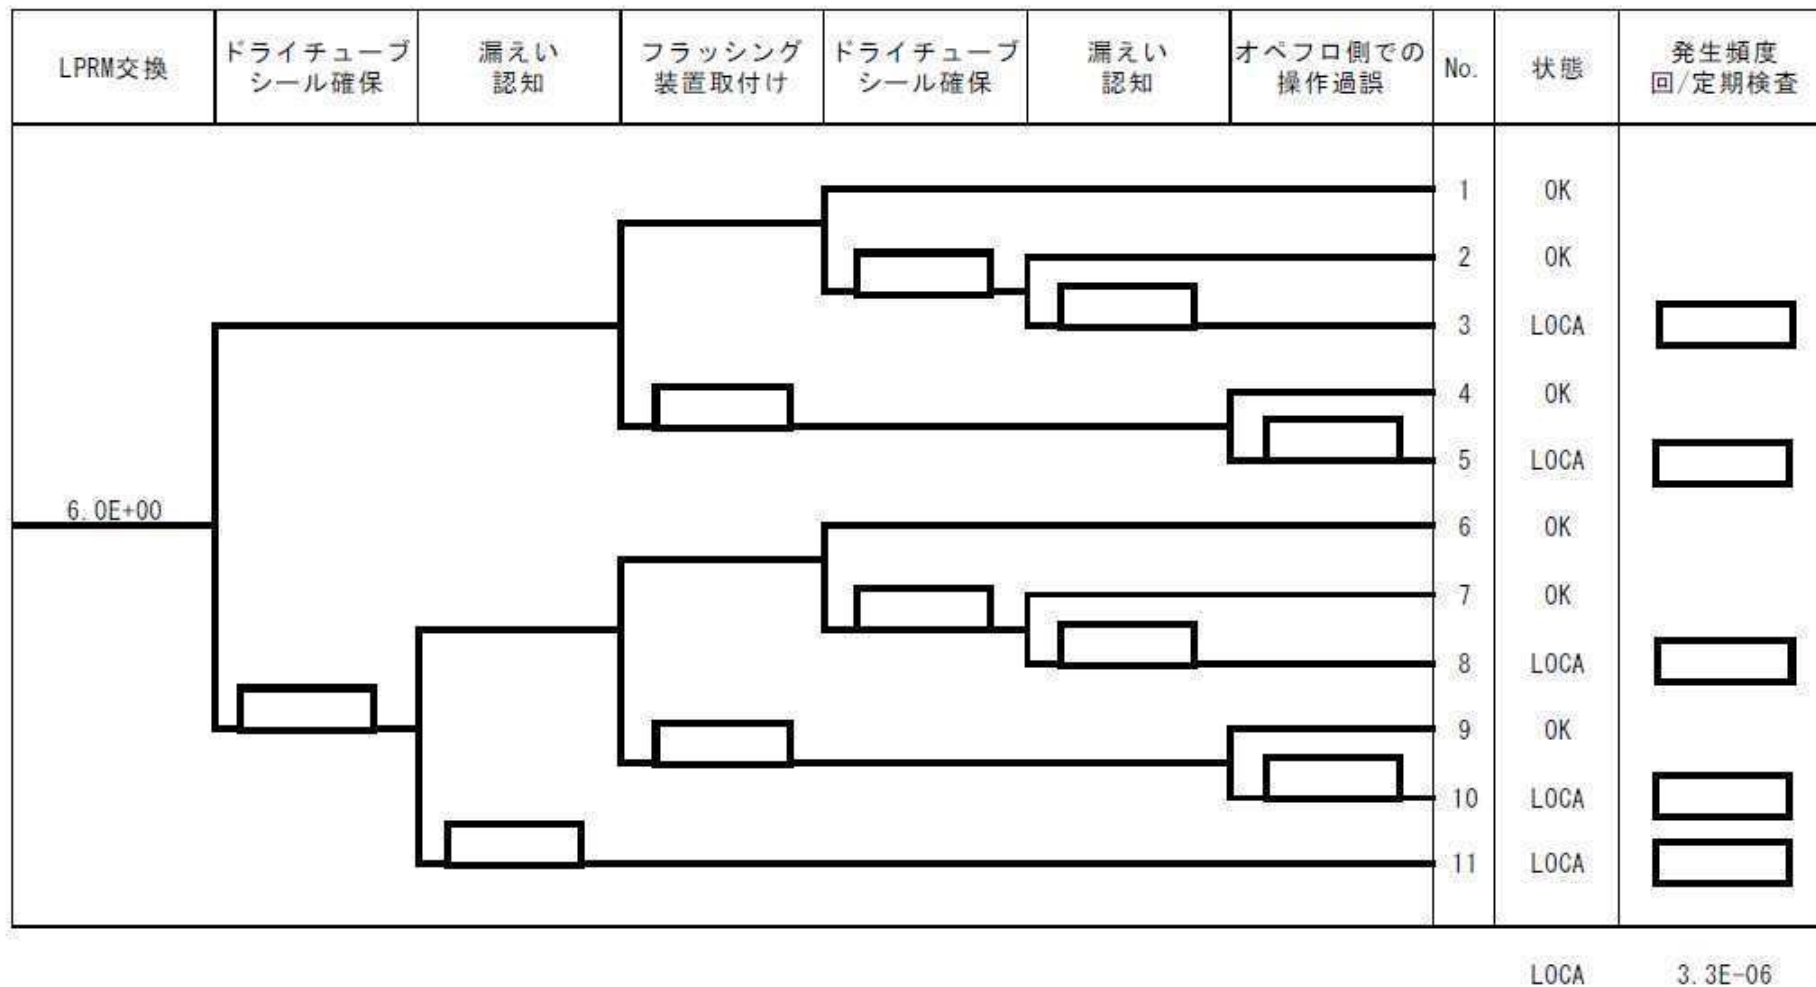 LPRM交換
ドライチューブ
シール確保
漏えい
認知
フラッシング
装置取付け
ドライチューブ
シール確保
漏えい
認知
オペフロ側での
操作過誤
No.
状態
発生頻度
回/定期検査
1 OK
2 OK
3 LOCA
4 OK
5 LOCA
6.0E+00
6 OK
7 OK
8 LOCA
9 OK
10 LOCA
11 LOCA
LOCA 3.3E-06